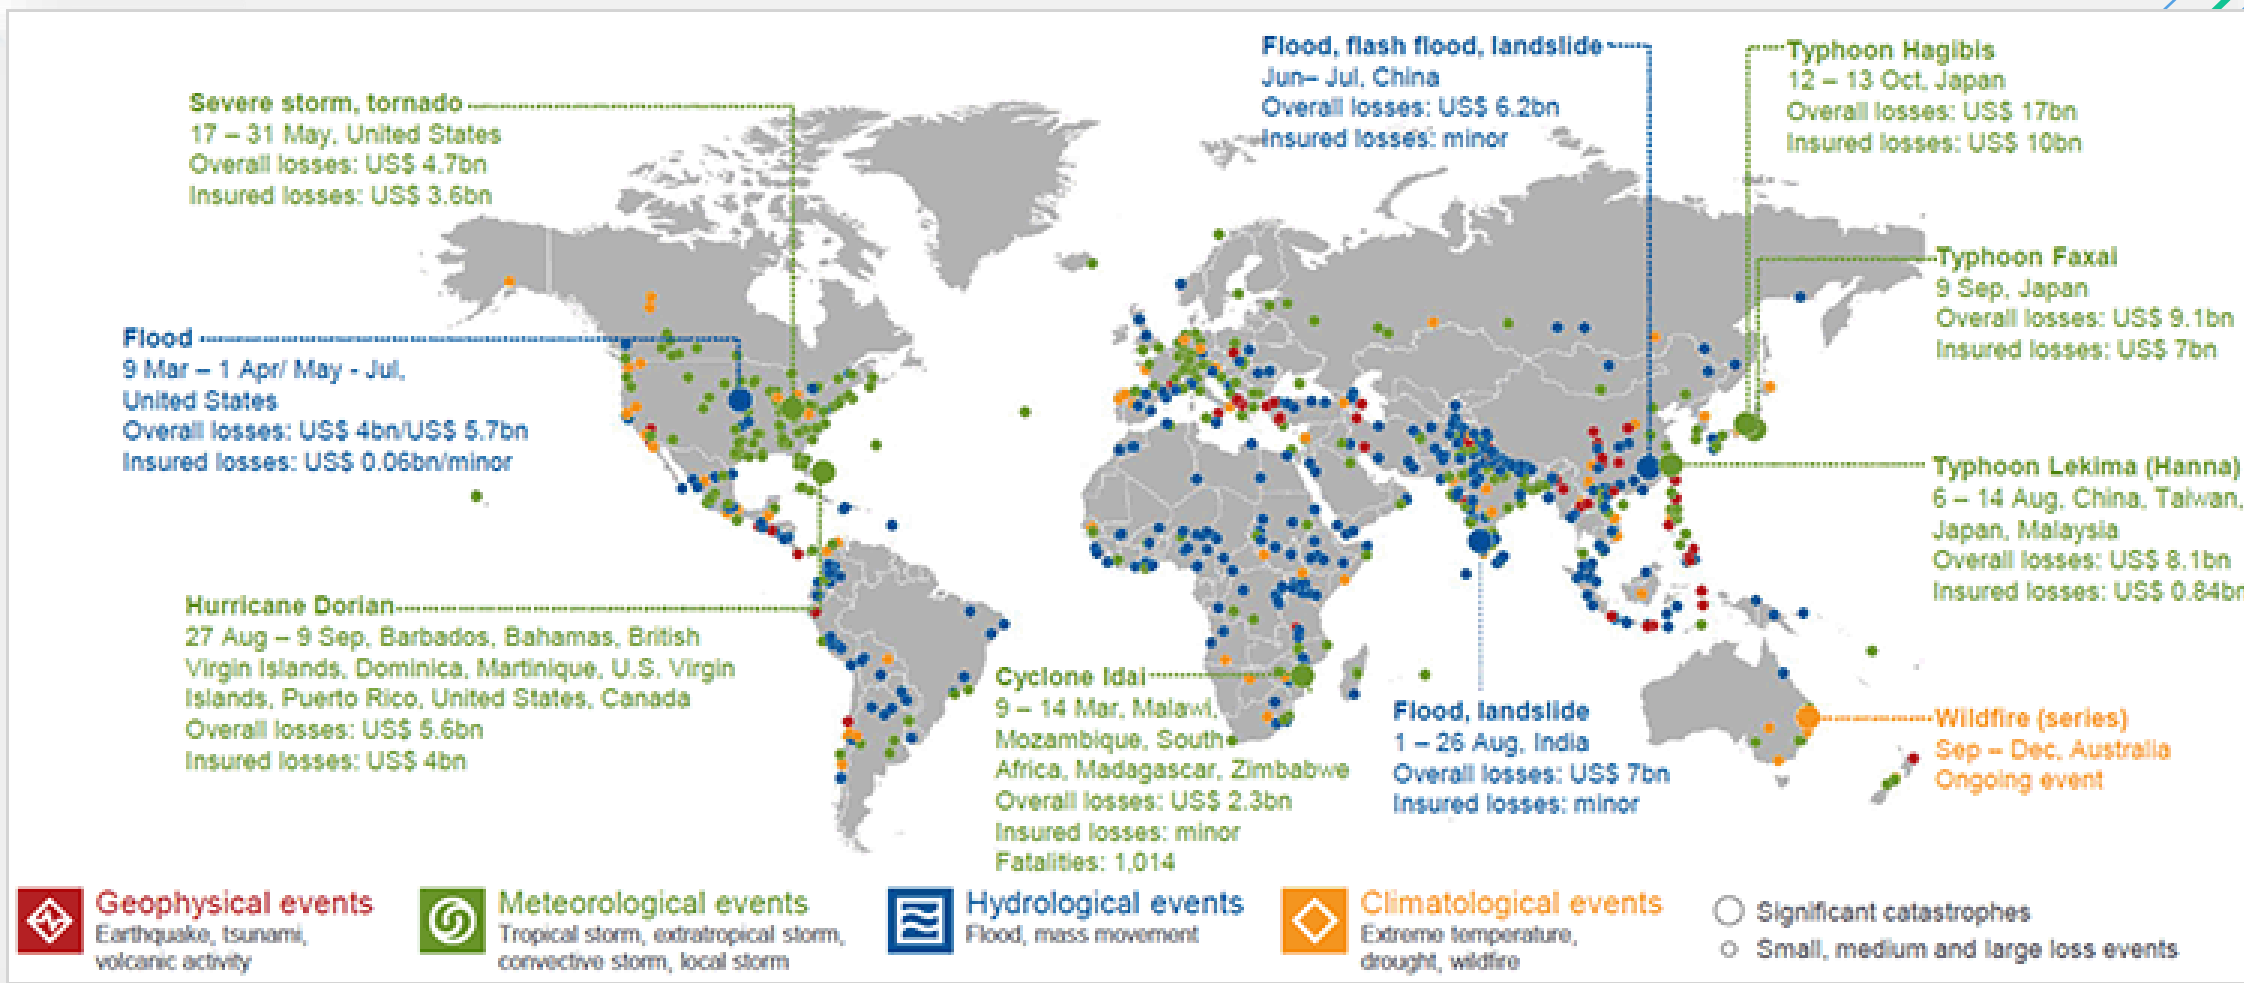 Severe storm, tornado
17 – 31 May, United States
Overall losses: US$ 4.7bn
Insured losses: US$ 3.6bn
Flood, flash flood, landslide
Jun– Jul, China
Overall losses: US$ 6.2bn
Insured losses: minor
Typhoon Hagibis
12 – 13 Oct, Japan
Overall losses: US$ 17bn
Insured losses: US$ 10bn
Typhoon Faxai
9 Sep, Japan
Overall losses: US$ 9.1bn
Insured losses: US$ 7bn
Flood
9 Mar – 1 Apr/ May - Jul,
United States
Overall losses: US$ 4bn/US$ 5.7bn
Insured losses: US$ 0.06bn/minor
Typhoon Lekima (Hanna)
6 – 14 Aug, China, Taiwan,
Japan, Malaysia
Overall losses: US$ 8.1bn
Insured losses: US$ 0.84bn
Hurricane Dorian
27 Aug – 9 Sep, Barbados, Bahamas, British
Virgin Islands, Dominica, Martinique, U.S. Virgin
Islands, Puerto Rico, United States, Canada
Overall losses: US$ 5.6bn
Insured losses: US$ 4bn
Cyclone Idai
9 – 14 Mar, Malawi,
Mozambique, South
Africa, Madagascar, Zimbabwe
Overall losses: US$ 2.3bn
Insured losses: minor
Fatalities: 1,014
Flood, landslide
1 – 26 Aug, India
Overall losses: US$ 7bn
Insured losses: minor
Wildfire (series)
Sep – Dec, Australia
Ongoing event
Geophysical events
Earthquake, tsunami,
volcanic activity
Meteorological events
Tropical storm, extratropical storm,
convective storm, local storm
Hydrological events
Flood, mass movement
Climatological events
Extreme temperature,
drought, wildfire
Significant catastrophes
Small, medium and large loss events